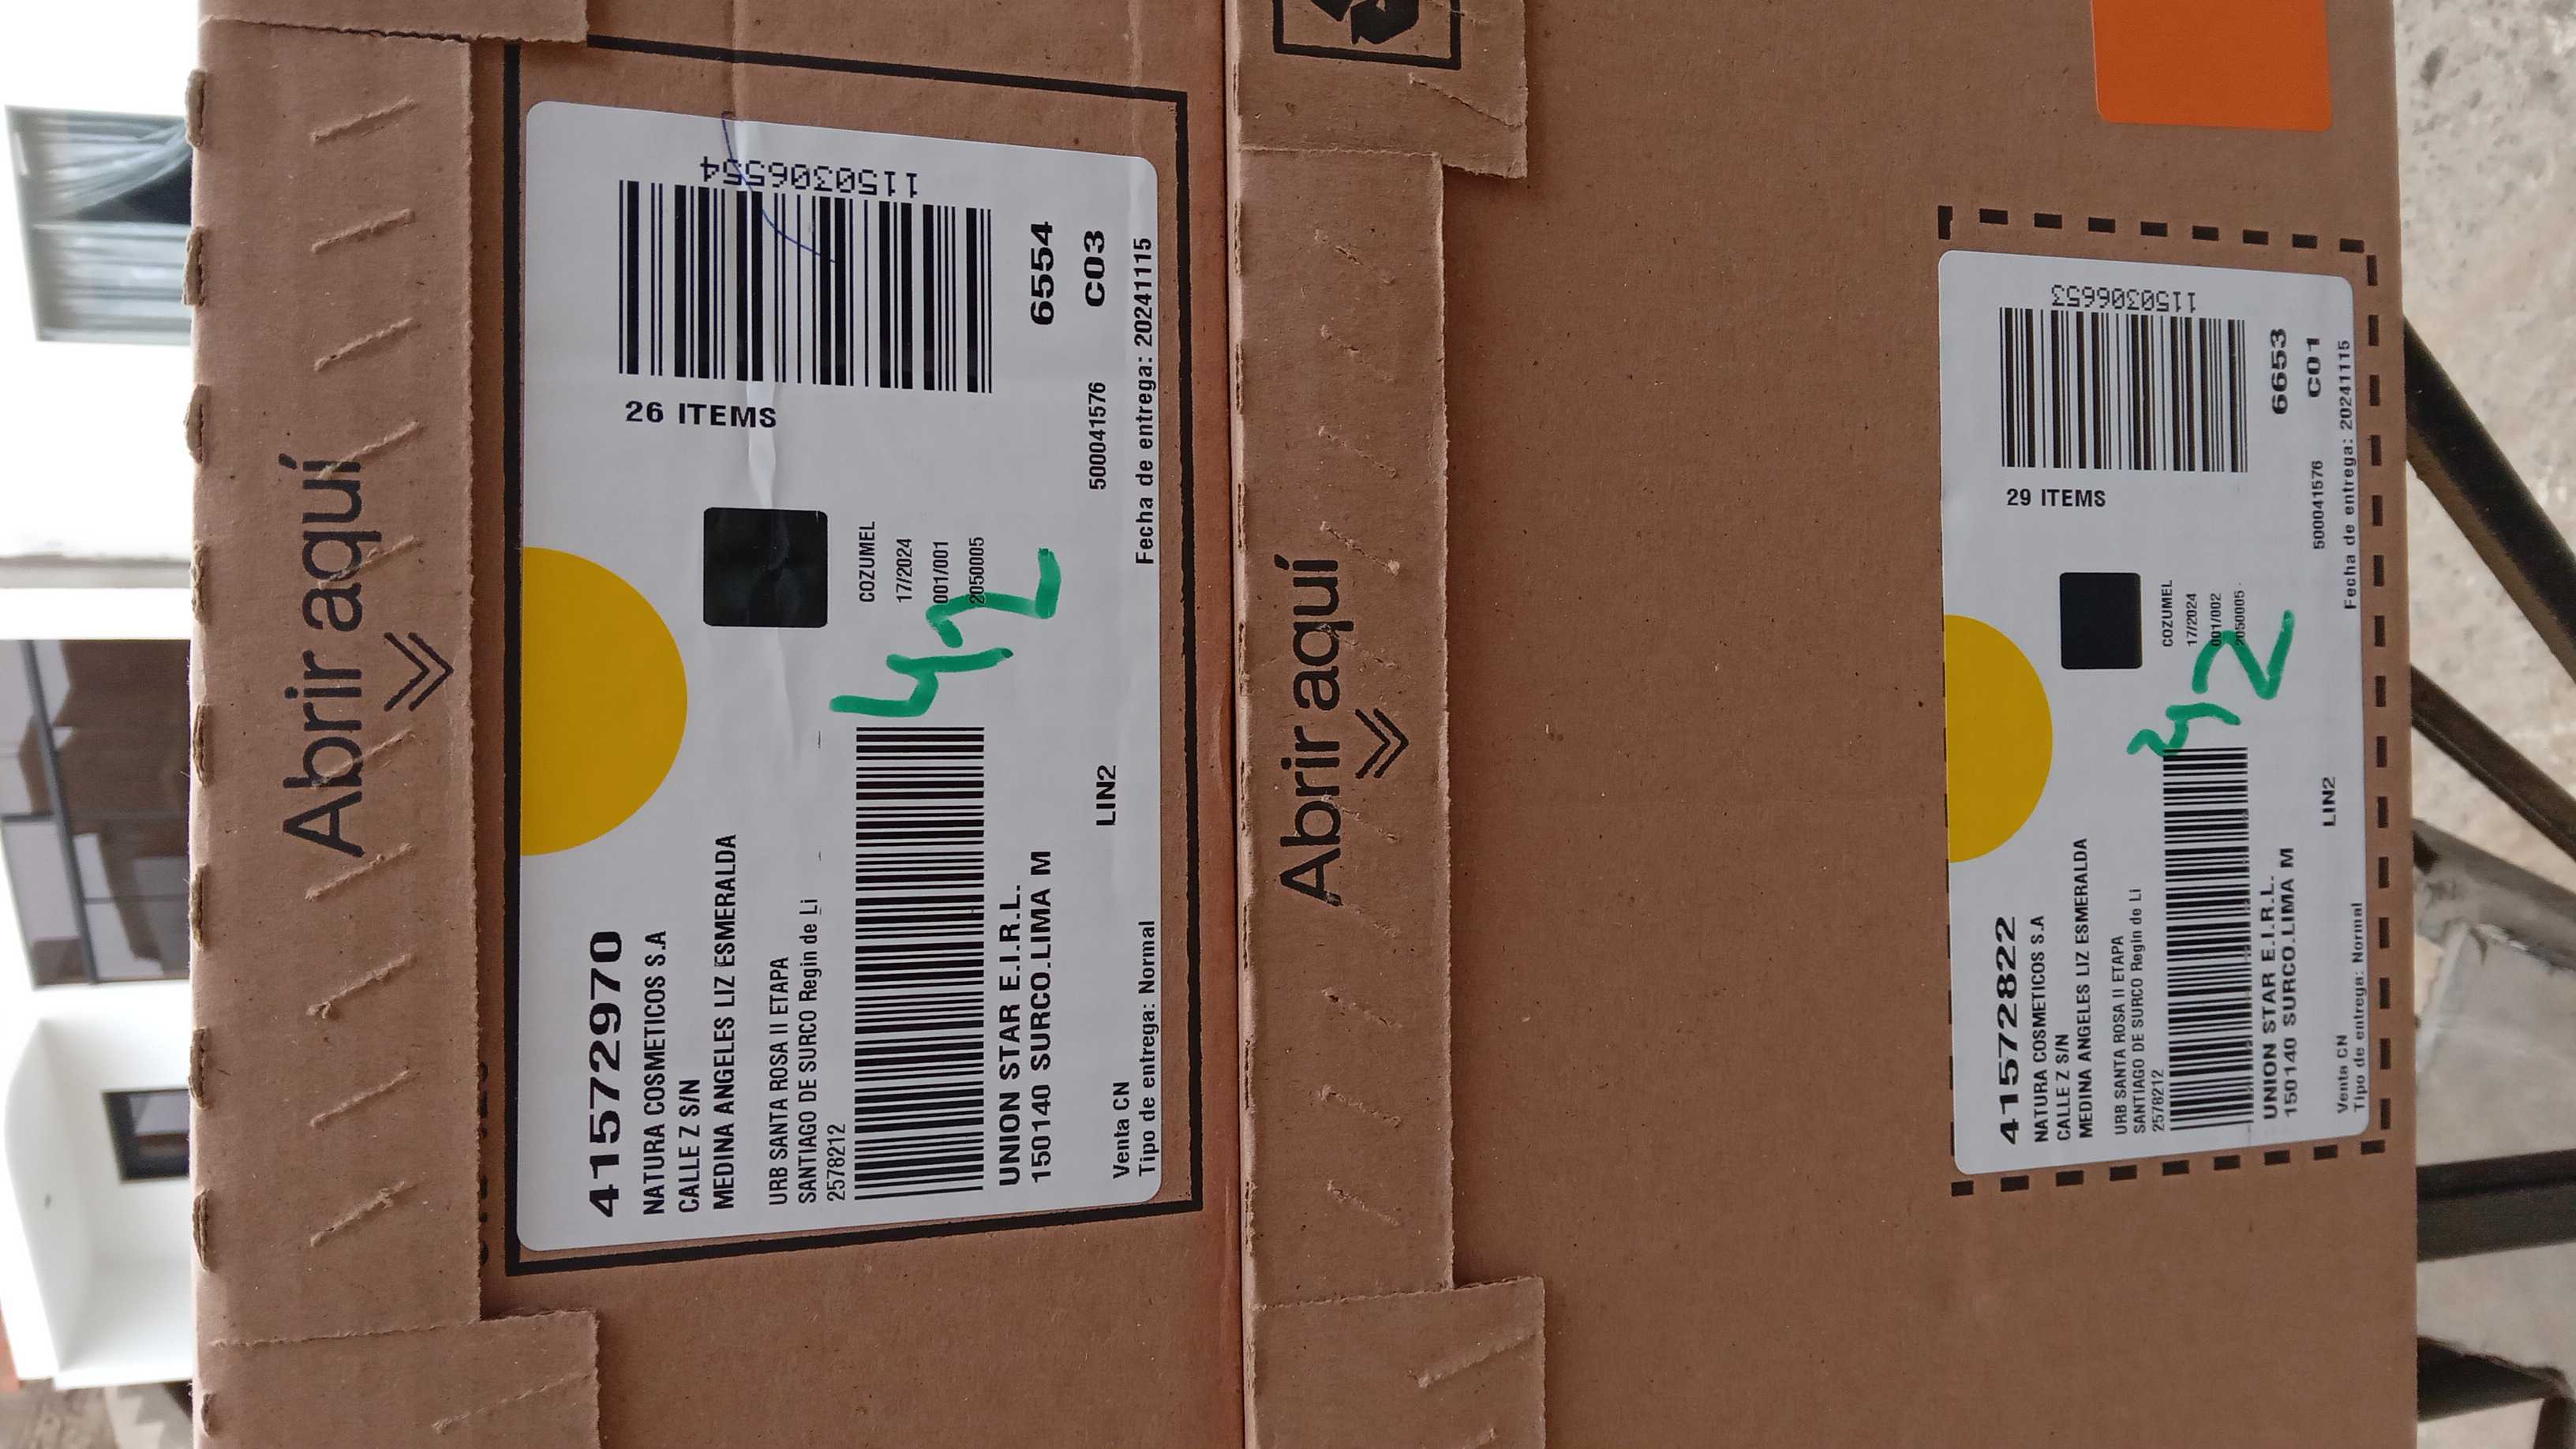 Abrir aquí
41572970
NATURA COSMETICOS S.A
CALLE Z S/N
MEDINA ANGELES LIZ ESMERALDA
URB SANTA ROSA II ETAPA
SANTIAGO DE SURCO Regin de Li
2578212
UNION STAR E.I.R.L.
150140 SURCO.LIMA M
LIN2
Venta CN
Tipo de entrega: Normal
26 ITEMS
1150306554
COZUMEL
17/2024
001/001
2050005
442
6554
C03
500041576
Fecha de entrega: 20241115
Abrir aquí
41572822
NATURA COSMETICOS S.A
CALLE Z S/N
MEDINA ANGELES LIZ ESMERALDA
URB SANTA ROSA II ETAPA
SANTIAGO DE SURCO Regin de Li
2578212
UNION STAR E.I.R.L.
150140 SURCO.LIMA M
LIN2
Venta CN
Tipo de entrega: Normal
29 ITEMS
1150306653
COZUMEL
17/2024
001/002
2050005
6653
C01
500041576
Fecha de entrega: 20241115